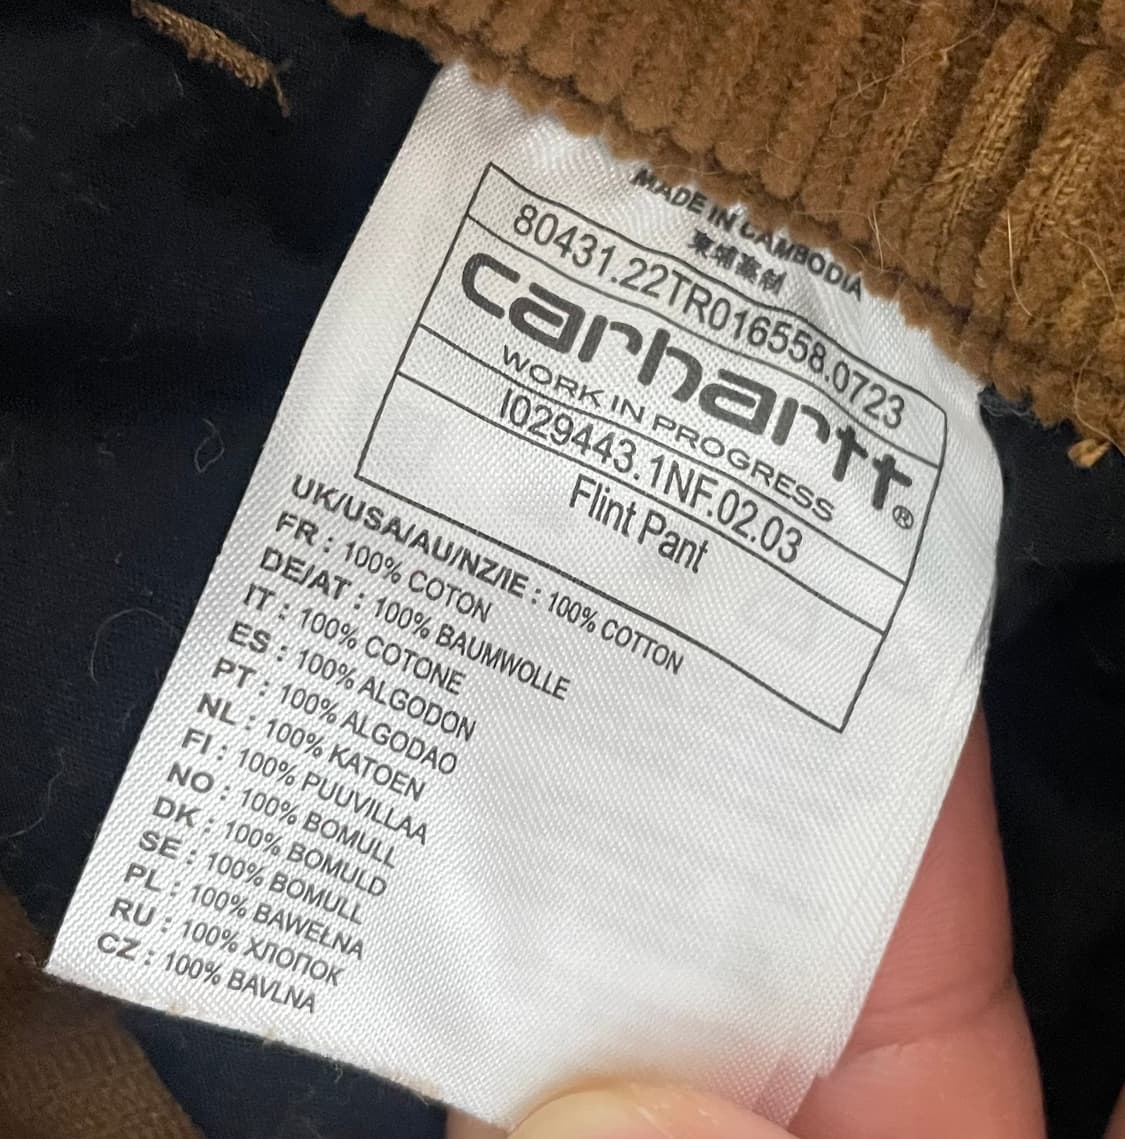 MADE IN CAMBODIA
柬埔寨制
80431.22TR016558.0723
carhartt®
WORK IN PROGRESS
I029443.1NF.02.03
Flint Pant
UK/USA/AU/NZ/IE : 100% COTTON
FR : 100% COTON
DE/AT : 100% BAUMWOLLE
IT : 100% COTONE
ES : 100% ALGODON
PT : 100% ALGODAO
NL : 100% KATOEN
FI : 100% PUUVILLAA
NO : 100% BOMULL
DK : 100% BOMULD
SE : 100% BOMULL
PL : 100% BAWEŁNA
RU : 100% ХЛОПОК
CZ : 100% BAVLNA